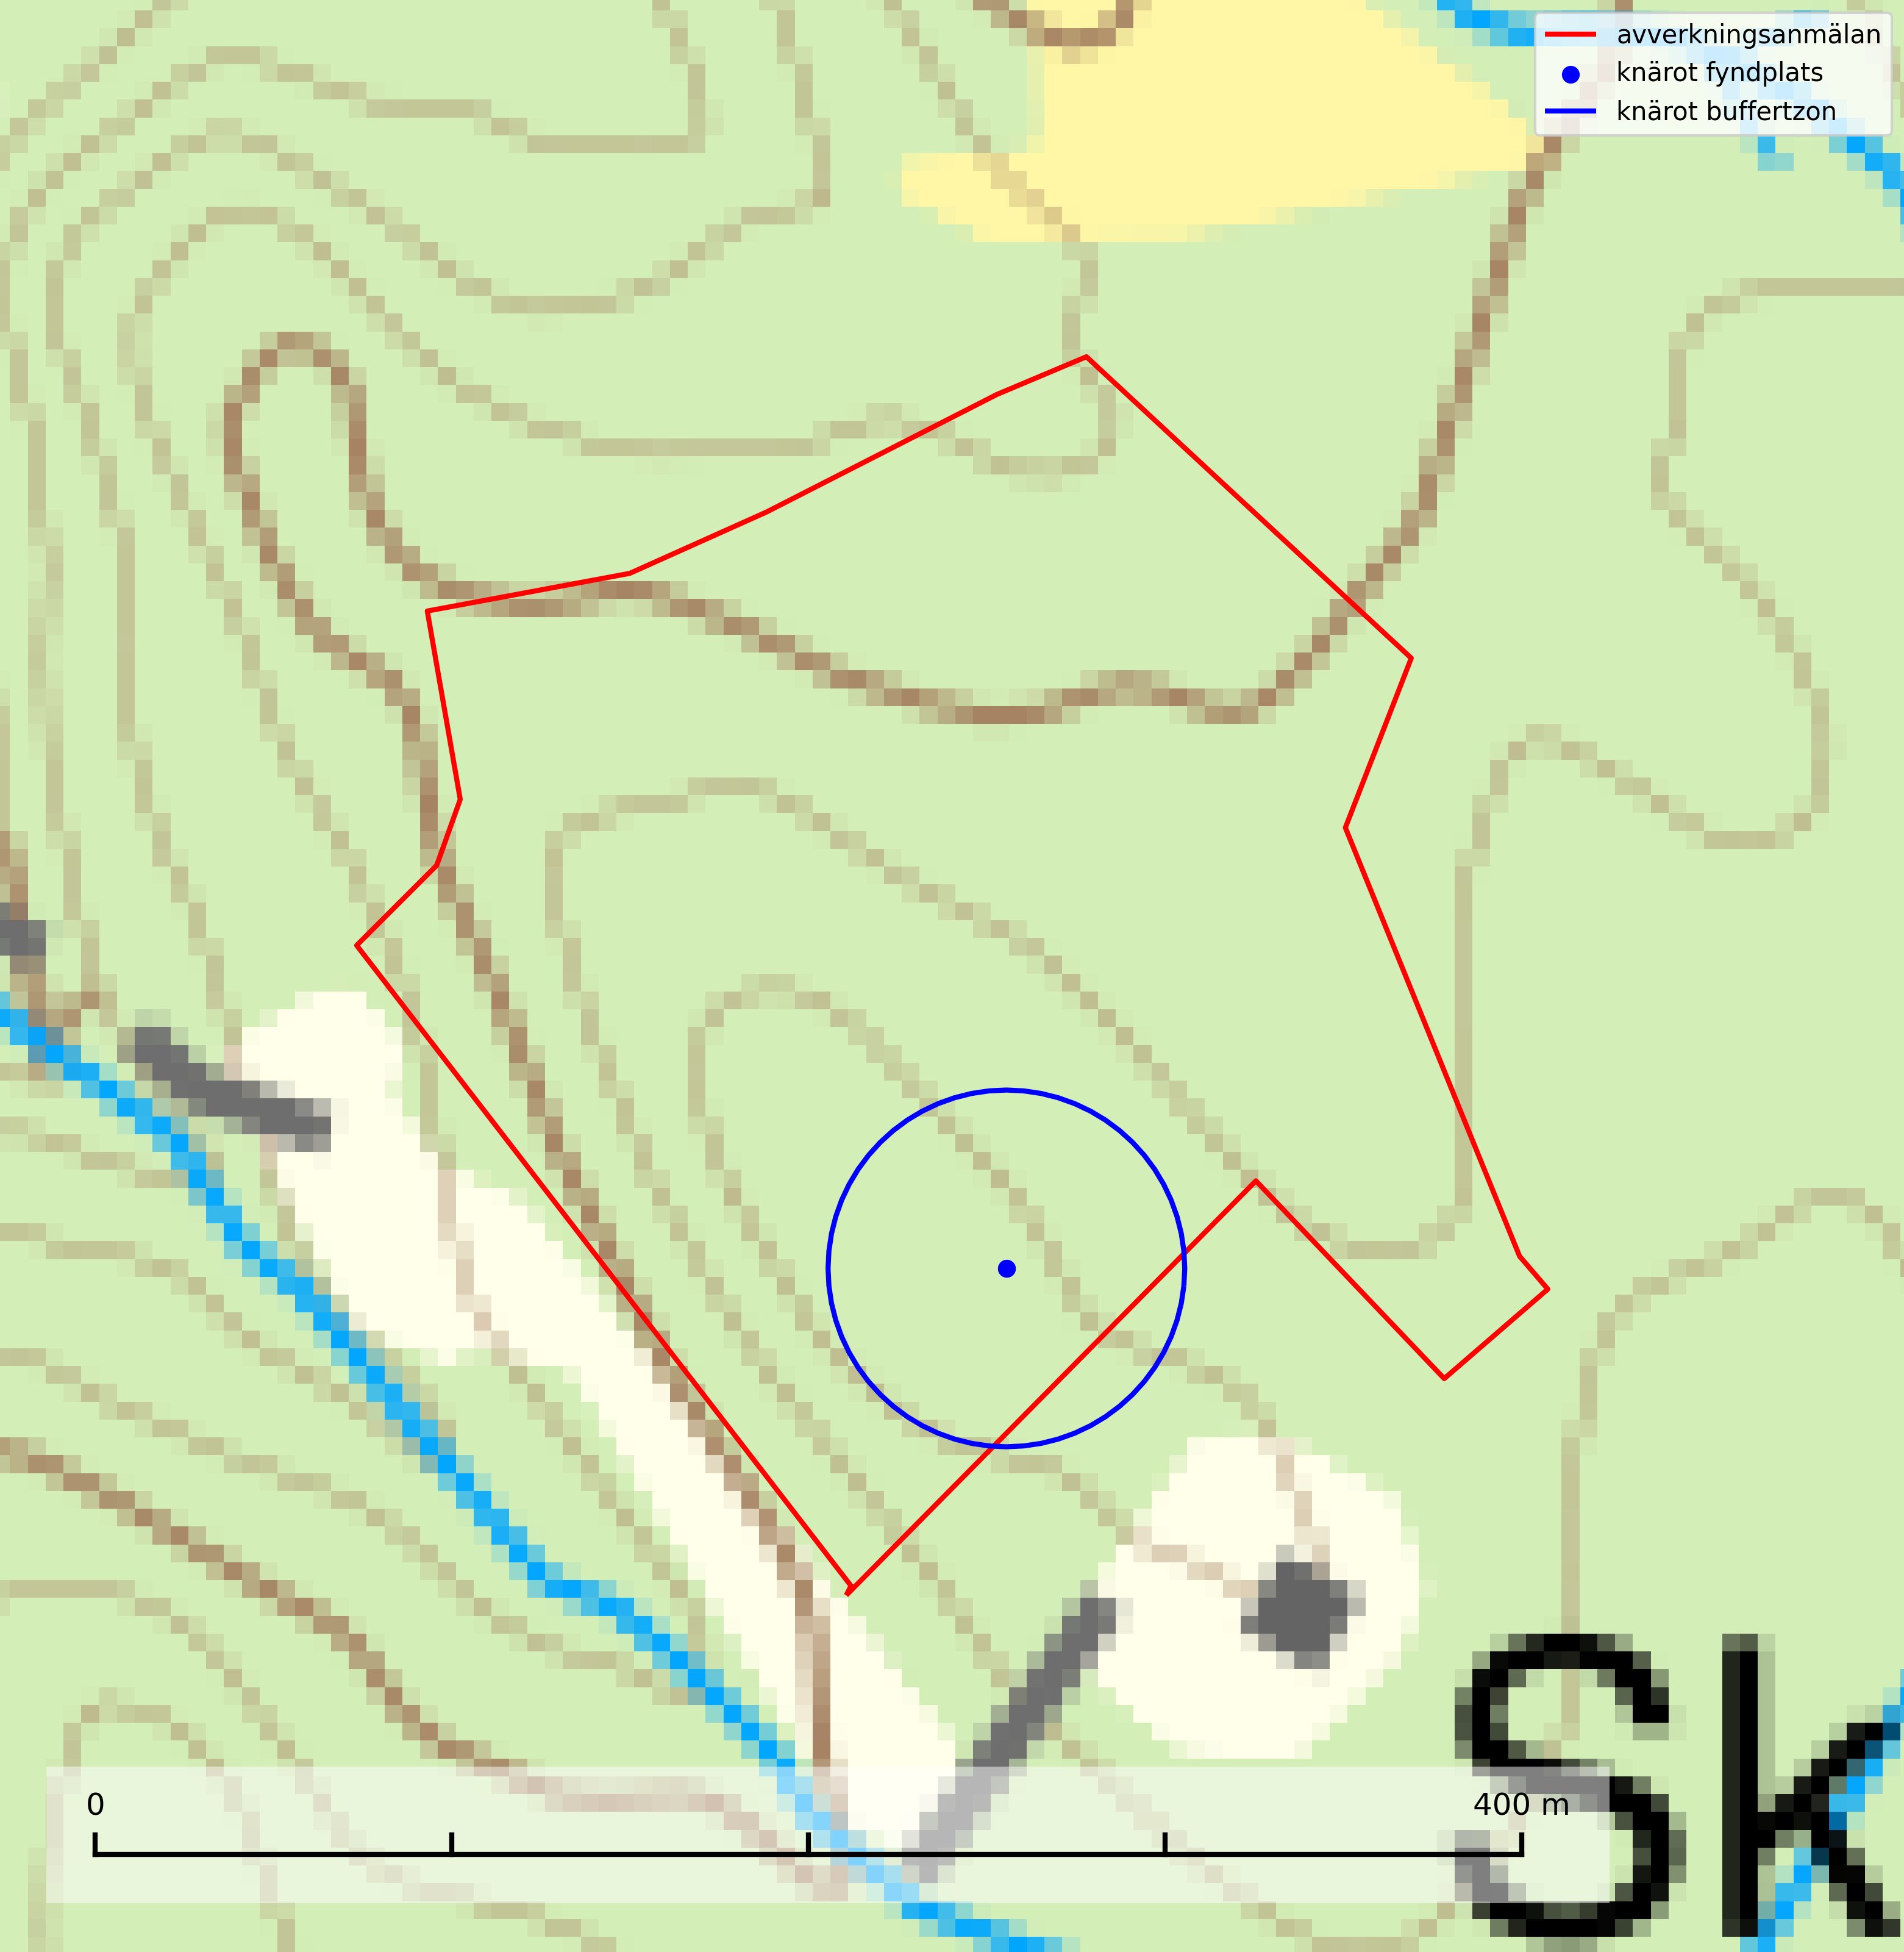 avverkningsanmälan
knärot fyndplats
knärot buffertzon
Sk
0 400 m